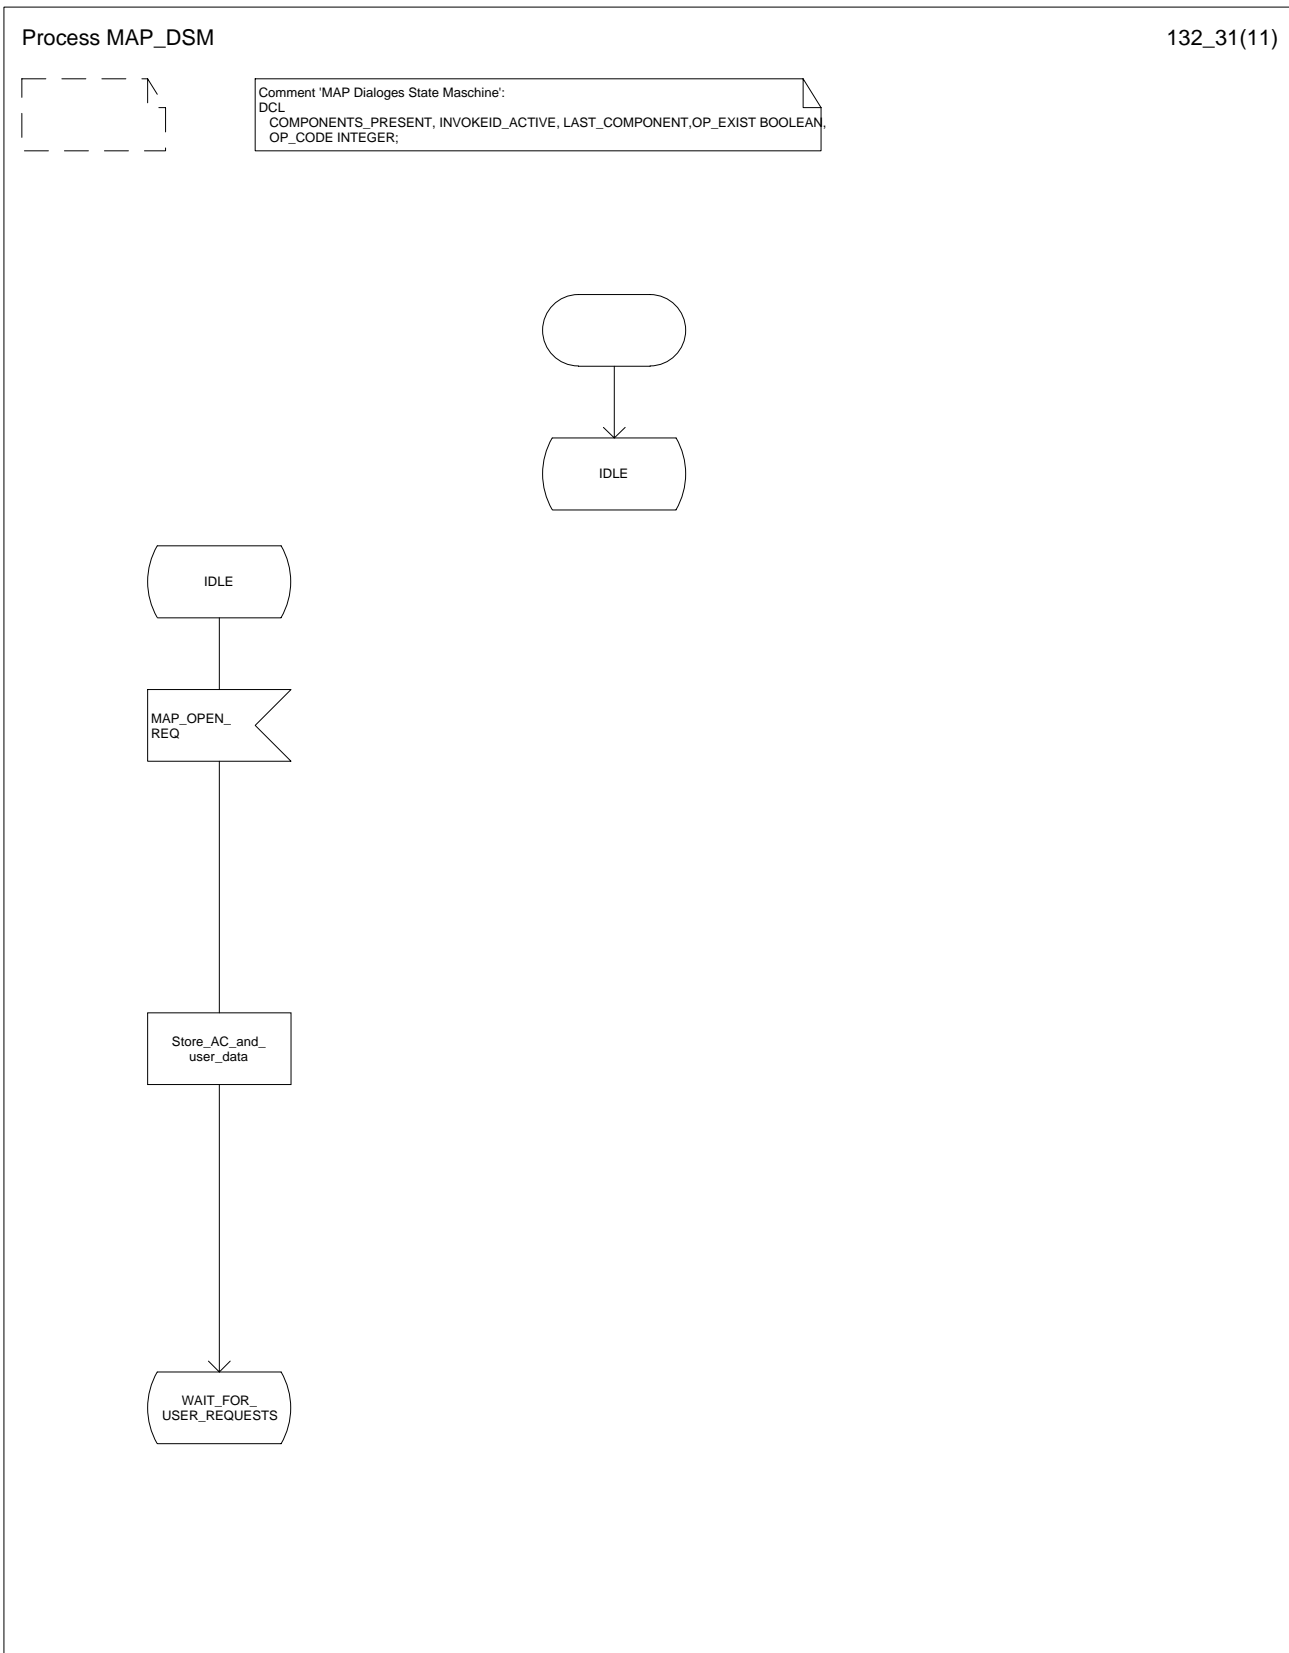 Process MAP_DSM
132_31(11)
Comment 'MAP Dialoges State Maschine':
DCL
COMPONENTS_PRESENT, INVOKEID_ACTIVE, LAST_COMPONENT,OP_EXIST BOOLEAN,
OP_CODE INTEGER;
IDLE
IDLE
MAP_OPEN_
REQ
Store_AC_and_
user_data
WAIT_FOR_
USER_REQUESTS